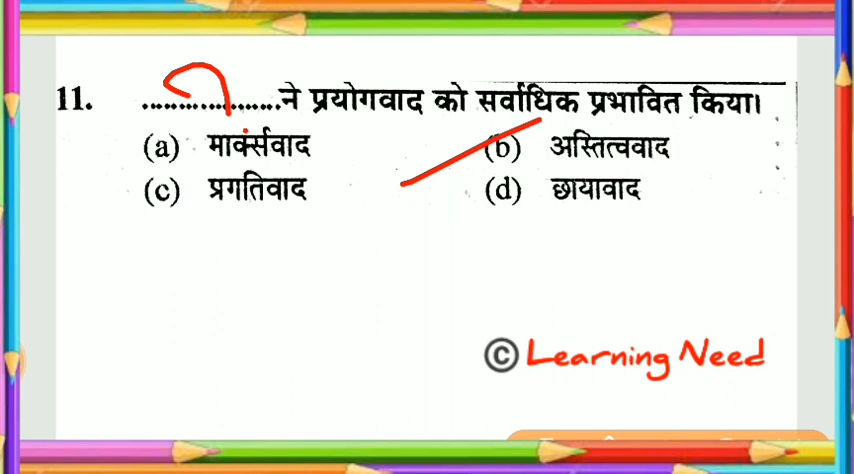 11. ......................ने प्रयोगवाद को सर्वाधिक प्रभावित किया।
(a) मार्क्सवाद (b) अस्तित्ववाद
(c) प्रगतिवाद (d) छायावाद
© Learning Need